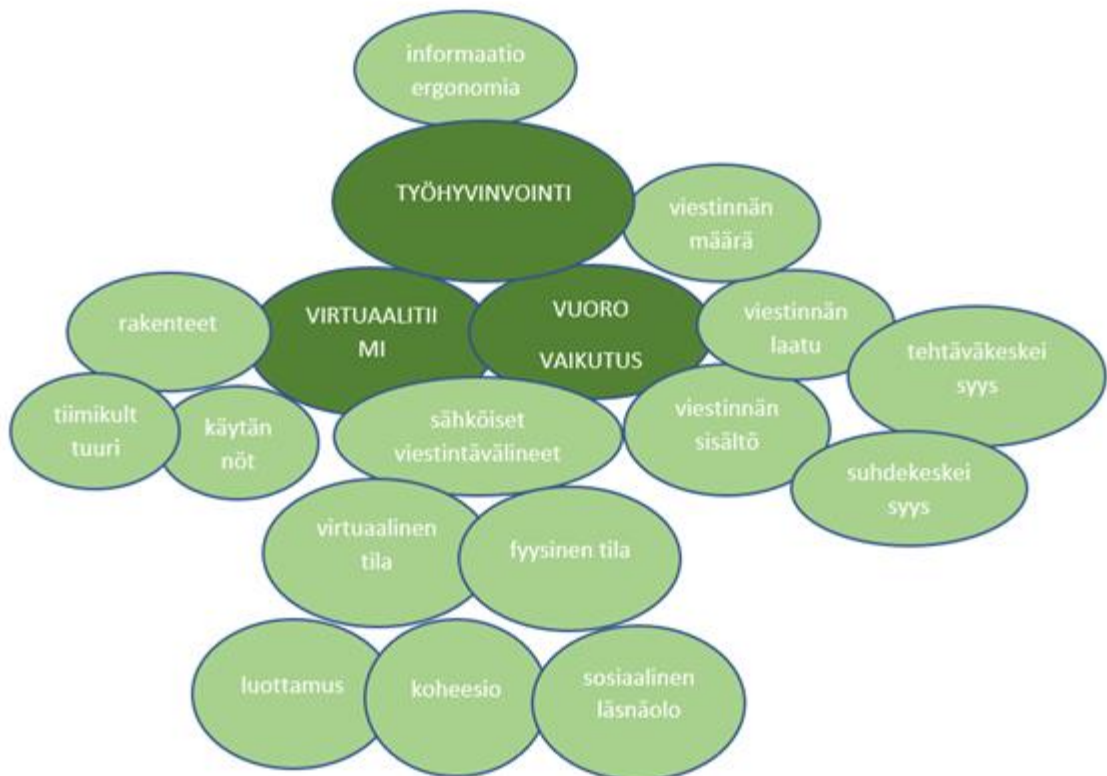 informaatio
ergonomia
TYÖHYVINVOINTI
viestinnän
määrä
rakenteet
VIRTUAALITII
MI
VUORO
VAIKUTUS
viestinnän
laatu
tehtäväkeskei
syys
tiimikult
tuuri
käytän
nöt
sähköiset
viestintävälineet
viestinnän
sisältö
suhdekeskei
syys
virtuaalinen
tila
fyysinen tila
luottamus
koheesio
sosiaalinen
läsnäolo